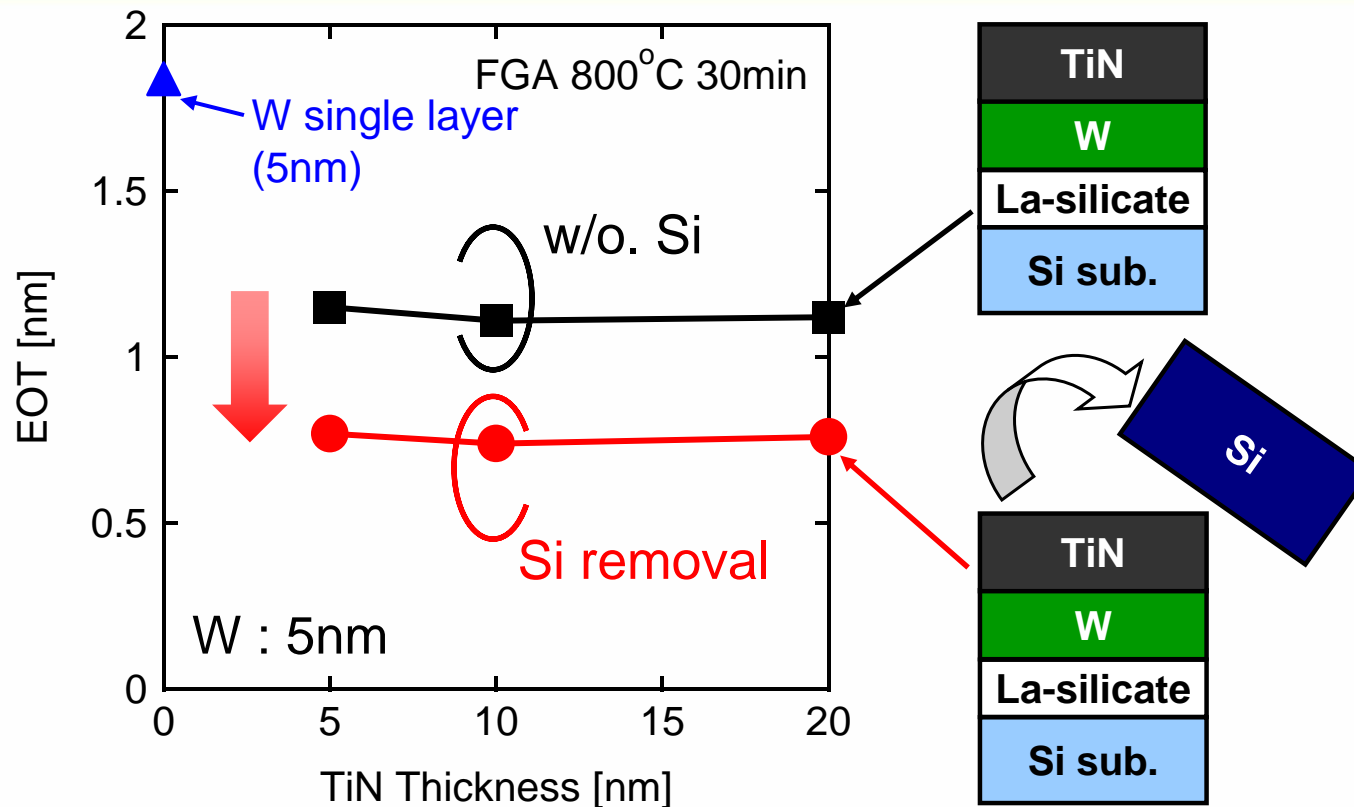 2
1.5
1
0.5
0
EOT [nm]
0
5
10
15
20
TiN Thickness [nm]
FGA 800°C 30min
W single layer
(5nm)
w/o. Si
Si removal
W : 5nm
TiN
W
La-silicate
Si sub.
Si
TiN
W
La-silicate
Si sub.